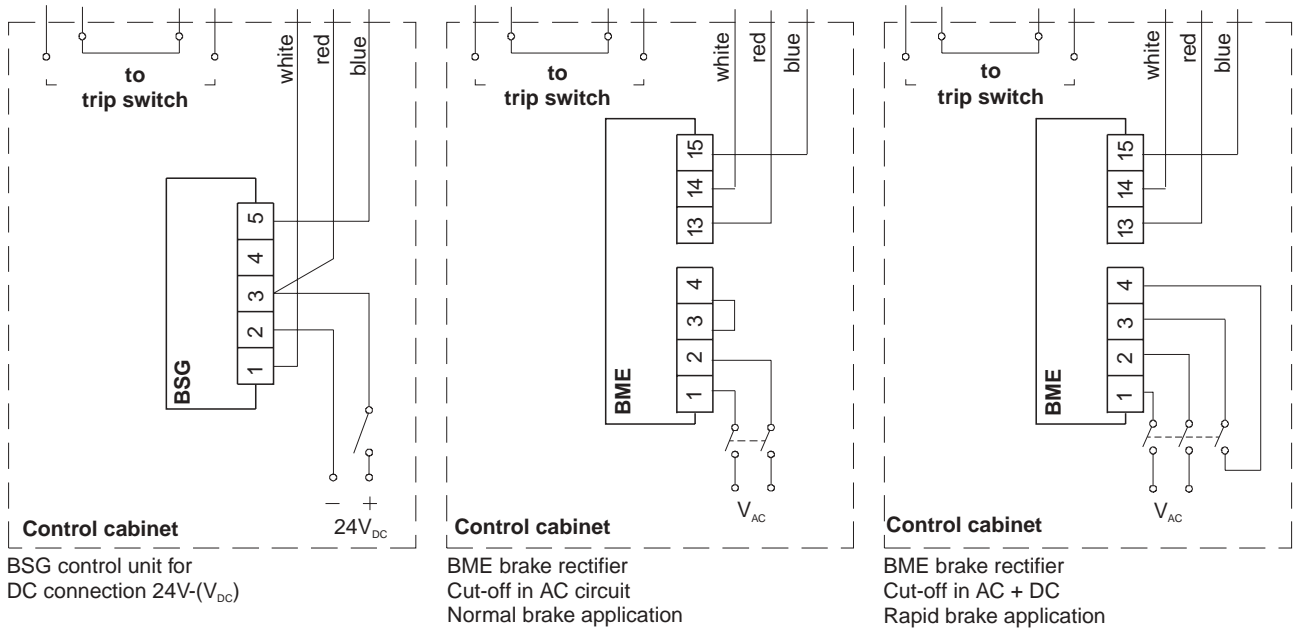 white
red
blue
to
trip switch
BSG
5
4
3
2
1
– +
24V_DC
Control cabinet
BSG control unit for
DC connection 24V-(V_DC)
white
red
blue
to
trip switch
BME
15
14
13
4
3
2
1
V_AC
Control cabinet
BME brake rectifier
Cut-off in AC circuit
Normal brake application
white
red
blue
to
trip switch
BME
15
14
13
4
3
2
1
V_AC
Control cabinet
BME brake rectifier
Cut-off in AC + DC
Rapid brake application